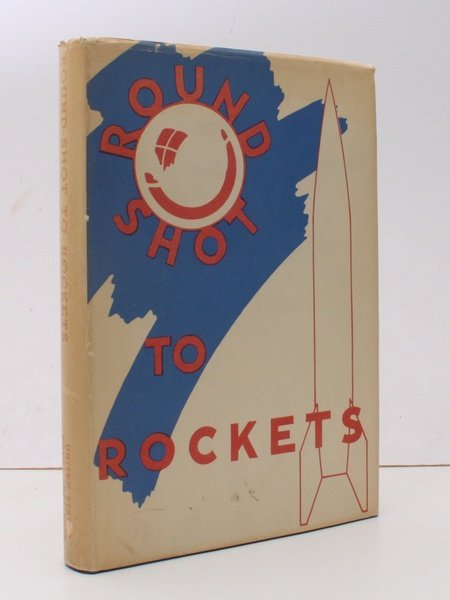 ROUND
SHOT
TO
ROCKETS
ROUND SHOT TO ROCKETS